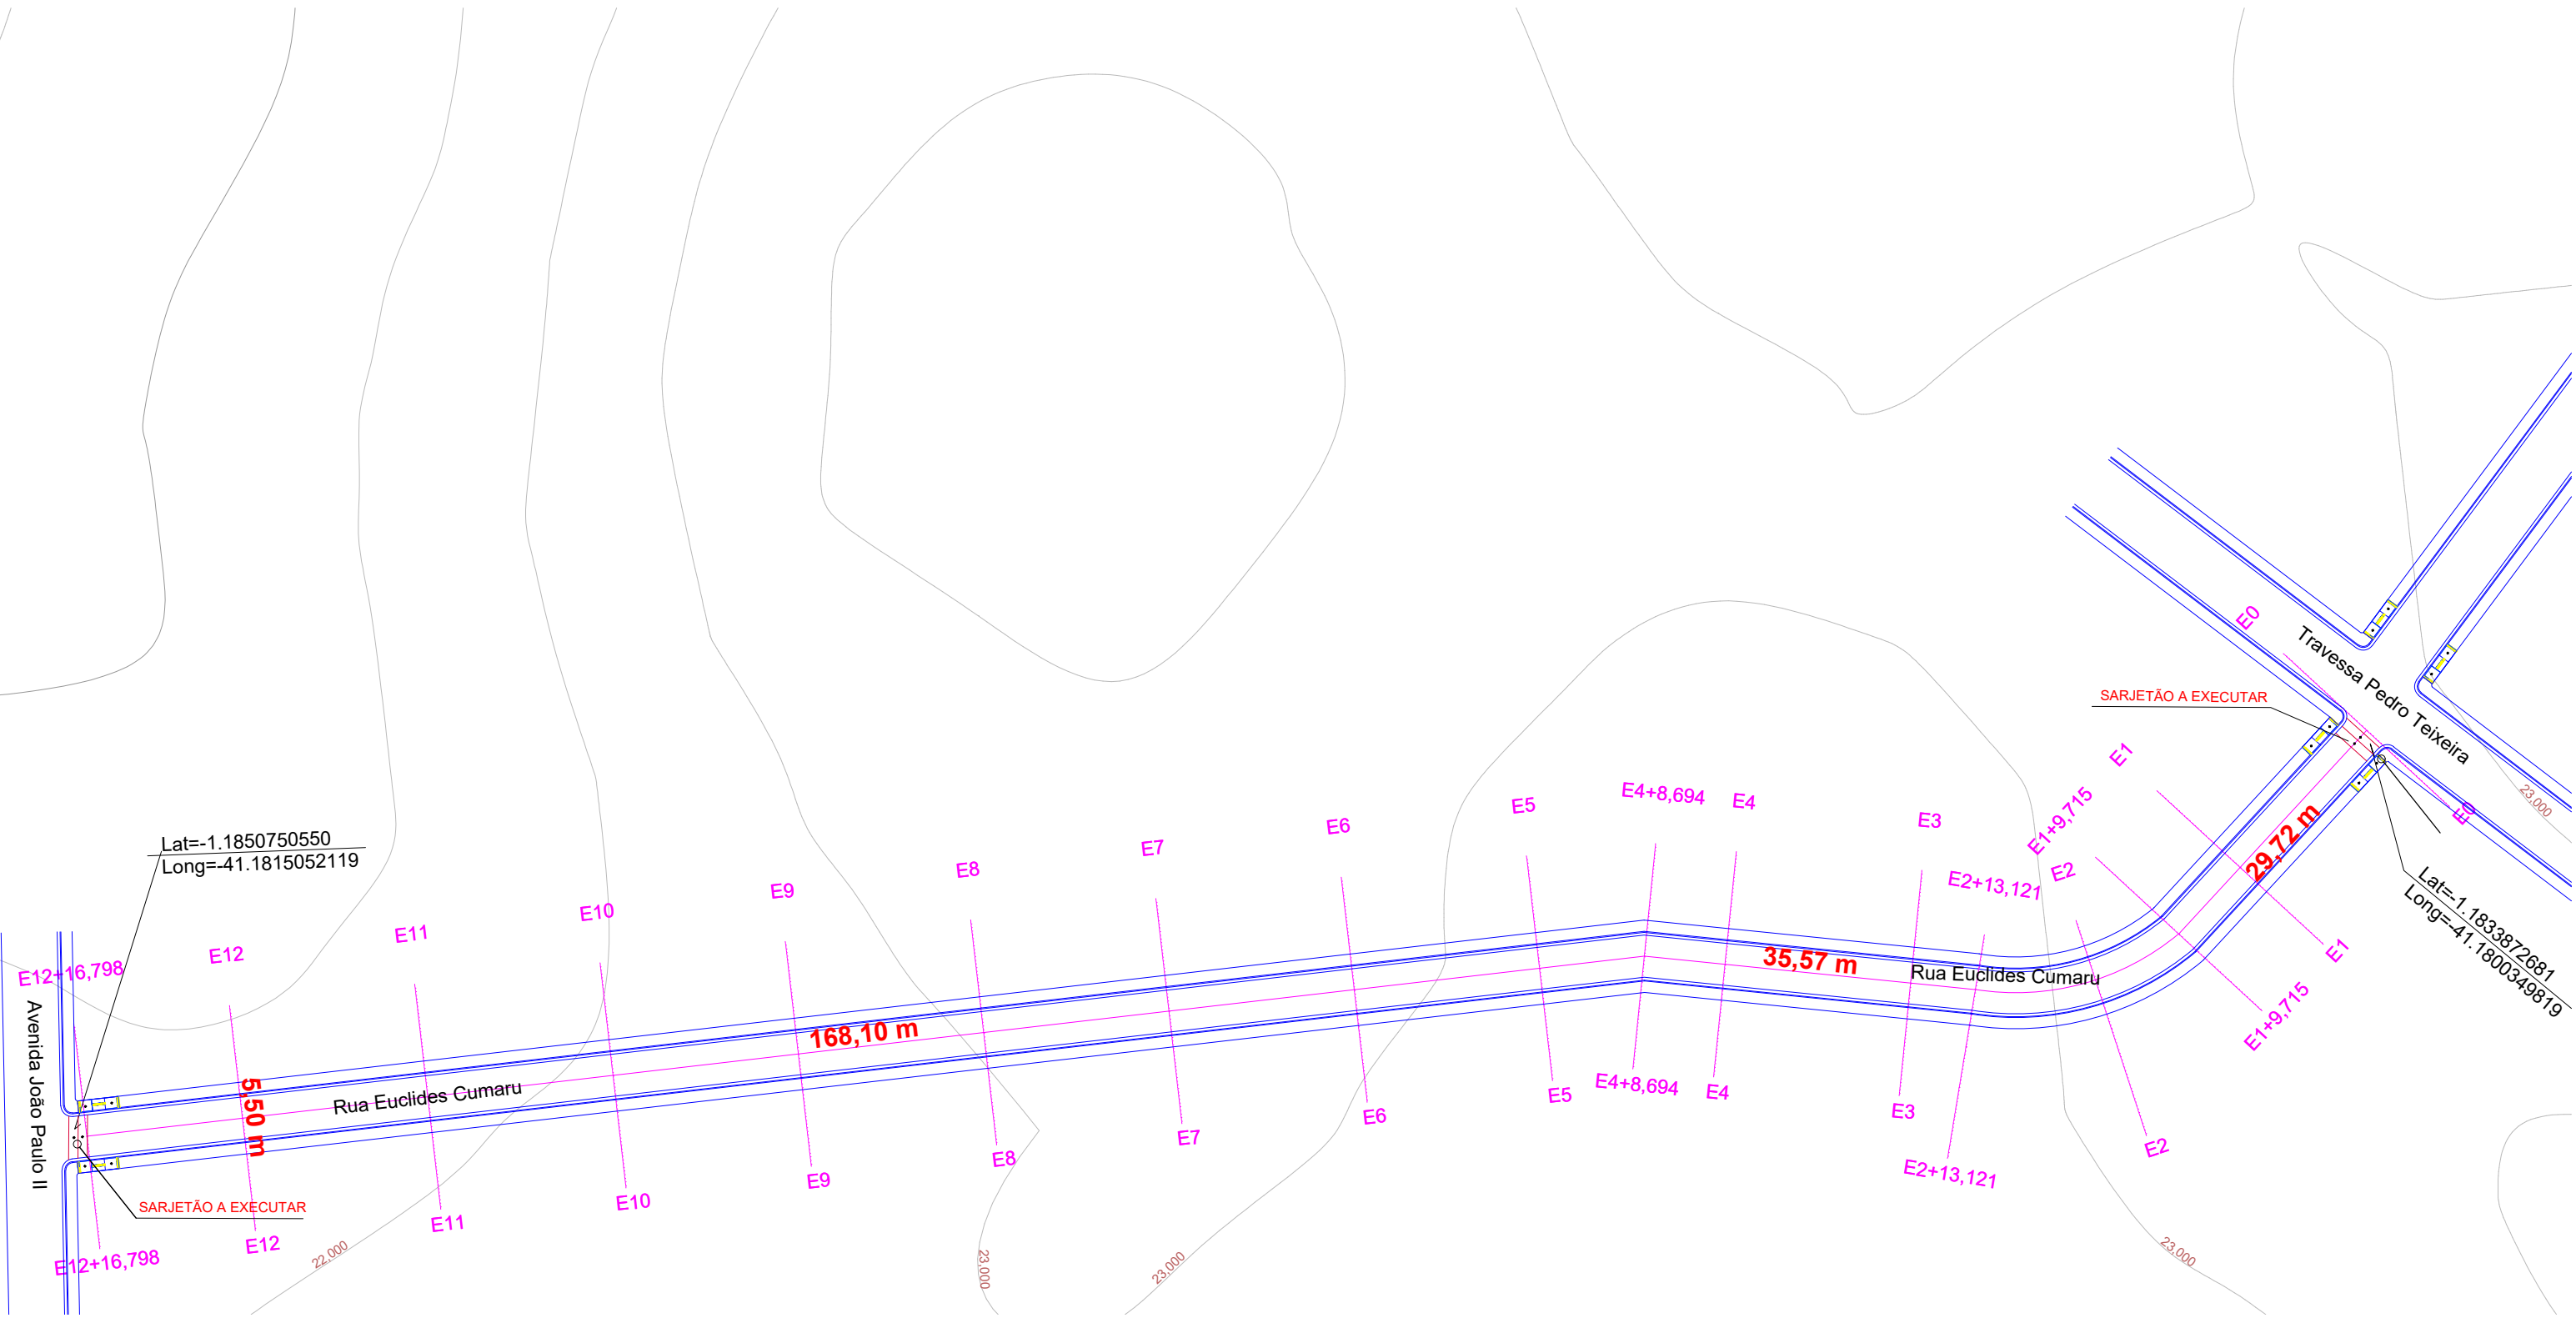 E0
Travessa Pedro Teixeira
SARJETÃO A EXECUTAR
E1
E1+9,715
E2
E2+13,121
E3
E4
E4+8,694
E5
E6
E7
E8
E9
E10
E11
E12
E12+16,798
Lat=-1.1850750550
Long=-41.1815052119
Avenida João Paulo II
5,50 m
Rua Euclides Cumaru
168,10 m
35,57 m
Rua Euclides Cumaru
29,72 m
E0
23,000
Lat=-1.1833872681
Long=-41.1800349819
E1
E1+9,715
E2
E2+13,121
E3
E4
E4+8,694
E5
E6
E7
E8
E9
E10
E11
E12
E12+16,798
SARJETÃO A EXECUTAR
22,000
23,000
23,000
23,000